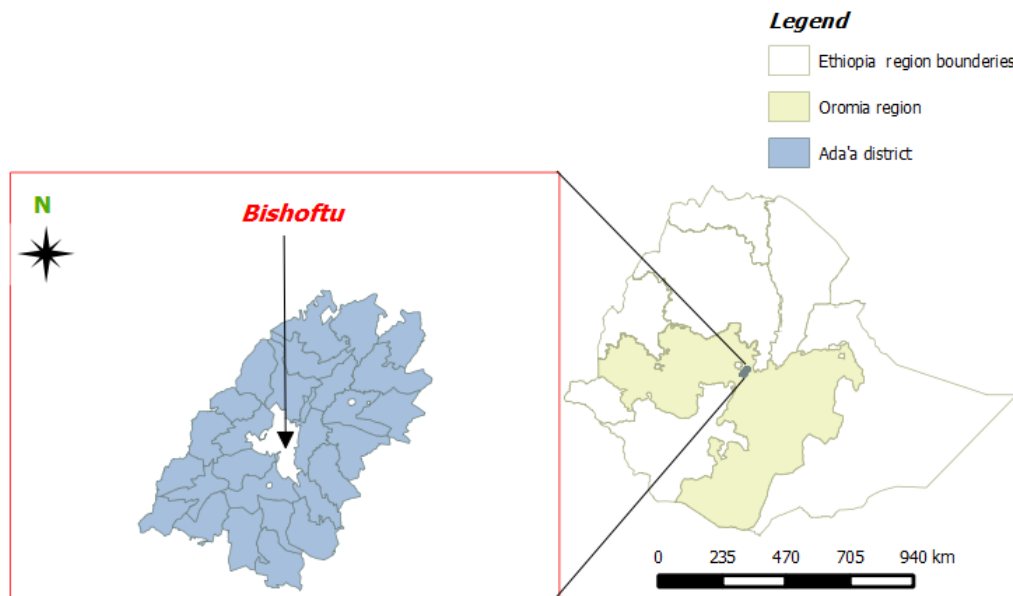 Legend
Ethiopia region bounderies
Oromia region
Ada'a district
N
Bishoftu
0 235 470 705 940 km